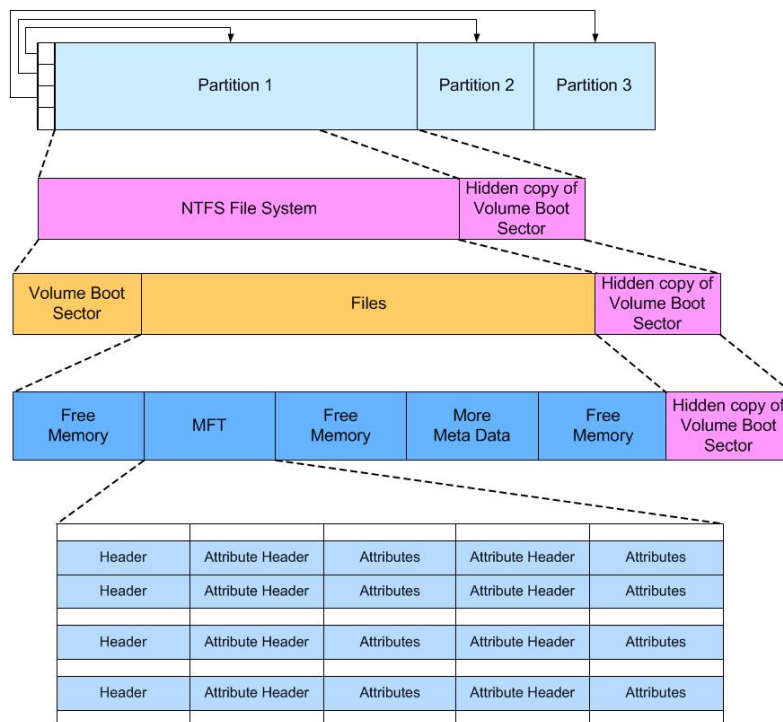 Partition 1
Partition 2
Partition 3
NTFS File System
Hidden copy of
Volume Boot
Sector
Volume Boot
Sector
Files
Hidden copy of
Volume Boot
Sector
Free
Memory
MFT
Free
Memory
More
Meta Data
Free
Memory
Hidden copy of
Volume Boot
Sector
Header
Attribute Header
Attributes
Attribute Header
Attributes
Header
Attribute Header
Attributes
Attribute Header
Attributes
Header
Attribute Header
Attributes
Attribute Header
Attributes
Header
Attribute Header
Attributes
Attribute Header
Attributes